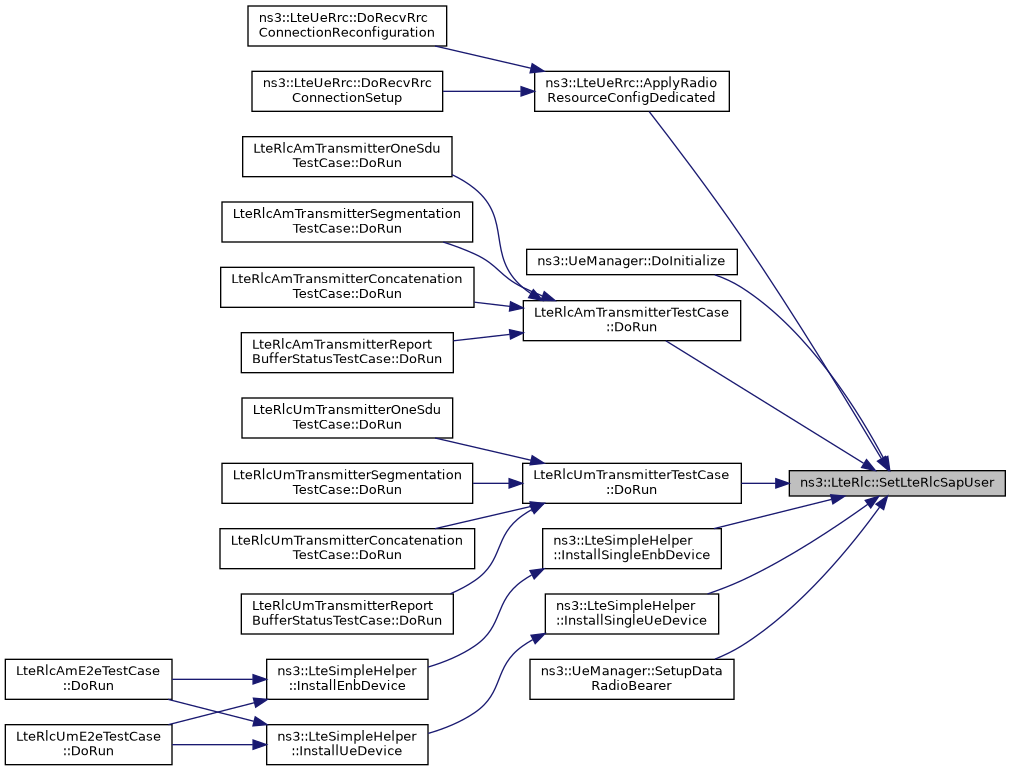 ns3::LteUeRrc::DoRecvRrc
ConnectionReconfiguration
ns3::LteUeRrc::DoRecvRrc
ConnectionSetup
ns3::LteUeRrc::ApplyRadio
ResourceConfigDedicated
LteRlcAmTransmitterOneSdu
TestCase::DoRun
LteRlcAmTransmitterSegmentation
TestCase::DoRun
ns3::UeManager::DoInitialize
LteRlcAmTransmitterConcatenation
TestCase::DoRun
LteRlcAmTransmitterTestCase
::DoRun
LteRlcAmTransmitterReport
BufferStatusTestCase::DoRun
LteRlcUmTransmitterOneSdu
TestCase::DoRun
LteRlcUmTransmitterSegmentation
TestCase::DoRun
LteRlcUmTransmitterTestCase
::DoRun
ns3::LteRlc::SetLteRlcSapUser
LteRlcUmTransmitterConcatenation
TestCase::DoRun
ns3::LteSimpleHelper
::InstallSingleEnbDevice
LteRlcUmTransmitterReport
BufferStatusTestCase::DoRun
ns3::LteSimpleHelper
::InstallSingleUeDevice
LteRlcAmE2eTestCase
::DoRun
ns3::LteSimpleHelper
::InstallEnbDevice
ns3::UeManager::SetupData
RadioBearer
LteRlcUmE2eTestCase
::DoRun
ns3::LteSimpleHelper
::InstallUeDevice